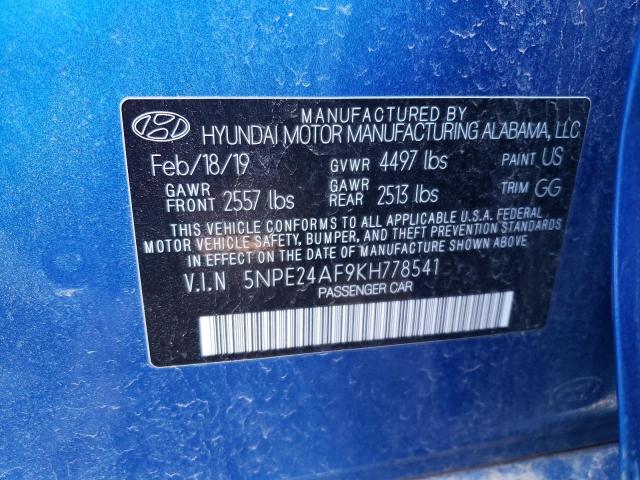 MANUFACTURED BY
HYUNDAI MOTOR MANUFACTURING ALABAMA, LLC
Feb/18/19 GVWR 4497 lbs PAINT US
GAWR FRONT 2557 lbs GAWR REAR 2513 lbs TRIM GG
THIS VEHICLE CONFORMS TO ALL APPLICABLE U.S.A. FEDERAL
MOTOR VEHICLE SAFETY, BUMPER, AND THEFT PREVENTION STANDARDS
IN EFFECT ON THE DATE OF MANUFACTURE SHOWN ABOVE.
V.I.N 5NPE24AF9KH778541
PASSENGER CAR